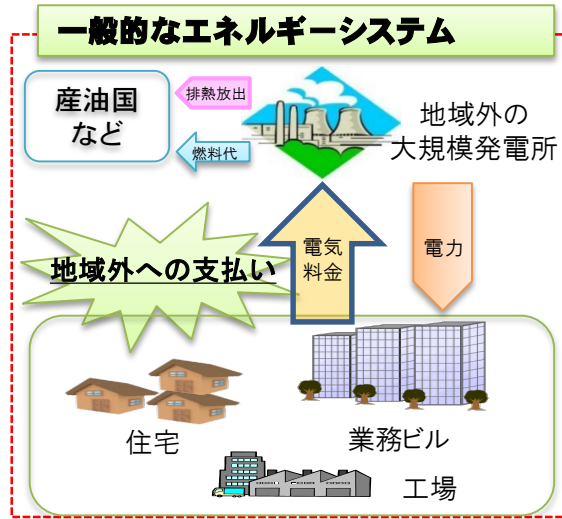 一般的なエネルギーシステム
産油国
など
排熱放出
燃料代
地域外の
大規模発電所
地域外への支払い
電気
料金
電力
住宅
業務ビル
工場